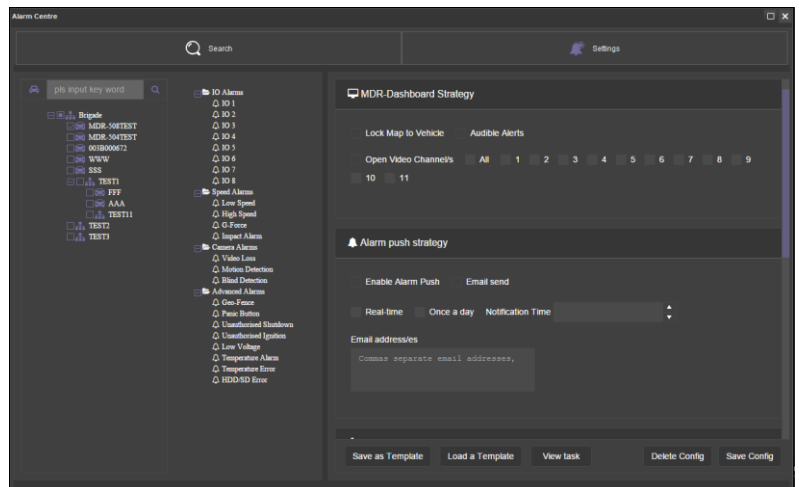 Alarm Centre
Search
Settings
pls input key word
Brigade
MDR-508TEST
MDR-504TEST
003B000672
WWW
SSS
TEST1
FFF
AAA
TEST11
TEST2
TEST3
IO Alarms
IO 1
IO 2
IO 3
IO 4
IO 5
IO 6
IO 7
IO 8
Speed Alarms
Low Speed
High Speed
G-Force
Impact Alarm
Camera Alarms
Video Loss
Motion Detection
Blind Detection
Advanced Alarms
Geo-Fence
Panic Button
Unauthorised Shutdown
Unauthorised Ignition
Low Voltage
Temperature Alarm
Temperature Error
HDD/SD Error
MDR-Dashboard Strategy
Lock Map to Vehicle Audible Alerts
Open Video Channel/s All 1 2 3 4 5 6 7 8 9
10 11
Alarm push strategy
Enable Alarm Push Email send
Real-time Once a day Notification Time
Email address/es
Commas separate email addresses,
Save as Template Load a Template View task Delete Config Save Config